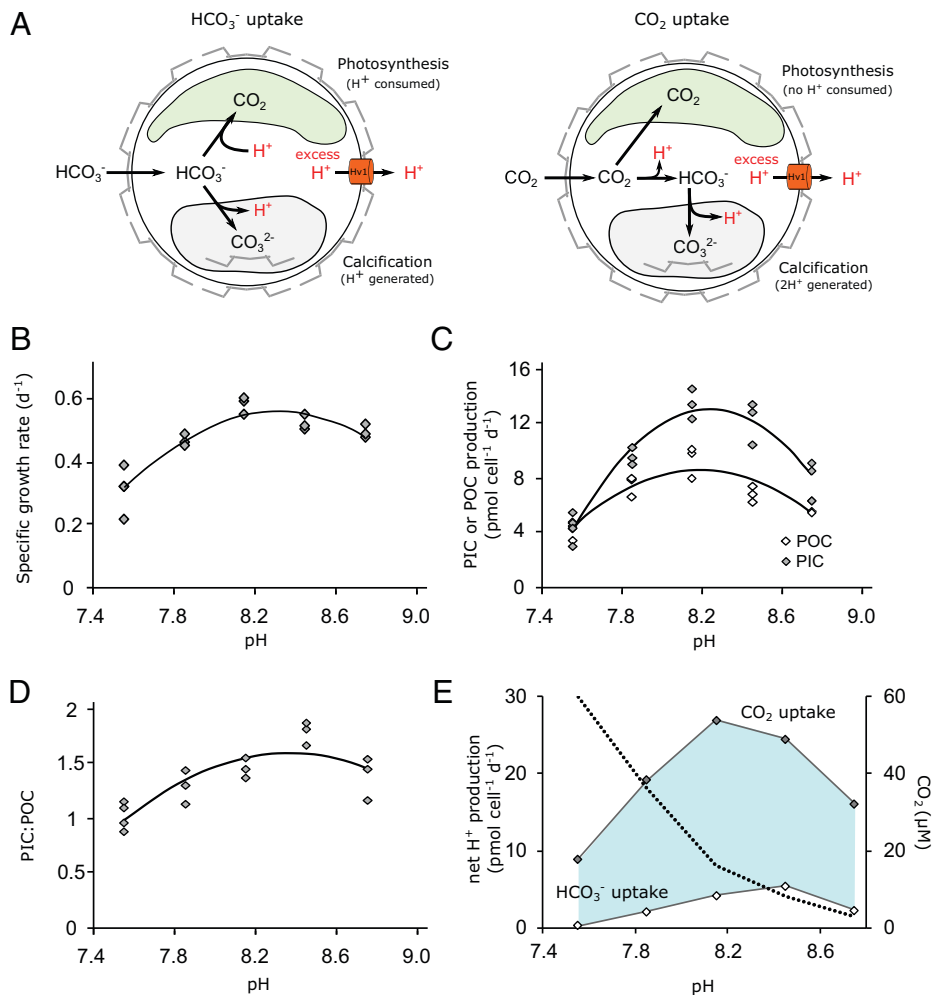 A
HCO₃⁻ uptake
Photosynthesis
(H⁺ consumed)
CO₂
H⁺
excess
HCO₃⁻
HCO₃⁻
H⁺
Hv1
H⁺
H⁺
CO₃²⁻
Calcification
(H⁺ generated)
CO₂ uptake
Photosynthesis
(no H⁺ consumed)
CO₂
H⁺
excess
CO₂
CO₂
HCO₃⁻
H⁺
Hv1
H⁺
H⁺
CO₃²⁻
Calcification
(2H⁺ generated)
B
Specific growth rate (d⁻¹)
0.6
0.4
0.2
0
7.4
7.8
8.2
8.6
9.0
pH
C
PIC or POC production
(pmol cell⁻¹ d⁻¹)
16
12
8
4
0
POC
PIC
7.4
7.8
8.2
8.6
9.0
pH
D
PIC:POC
2
1.5
1
0.5
0
7.4
7.8
8.2
8.6
9.0
pH
E
net H⁺ production
(pmol cell⁻¹ d⁻¹)
30
20
10
0
CO₂ uptake
HCO₃⁻ uptake
60
40
20
0
CO₂ (µM)
7.4
7.8
8.2
8.6
pH